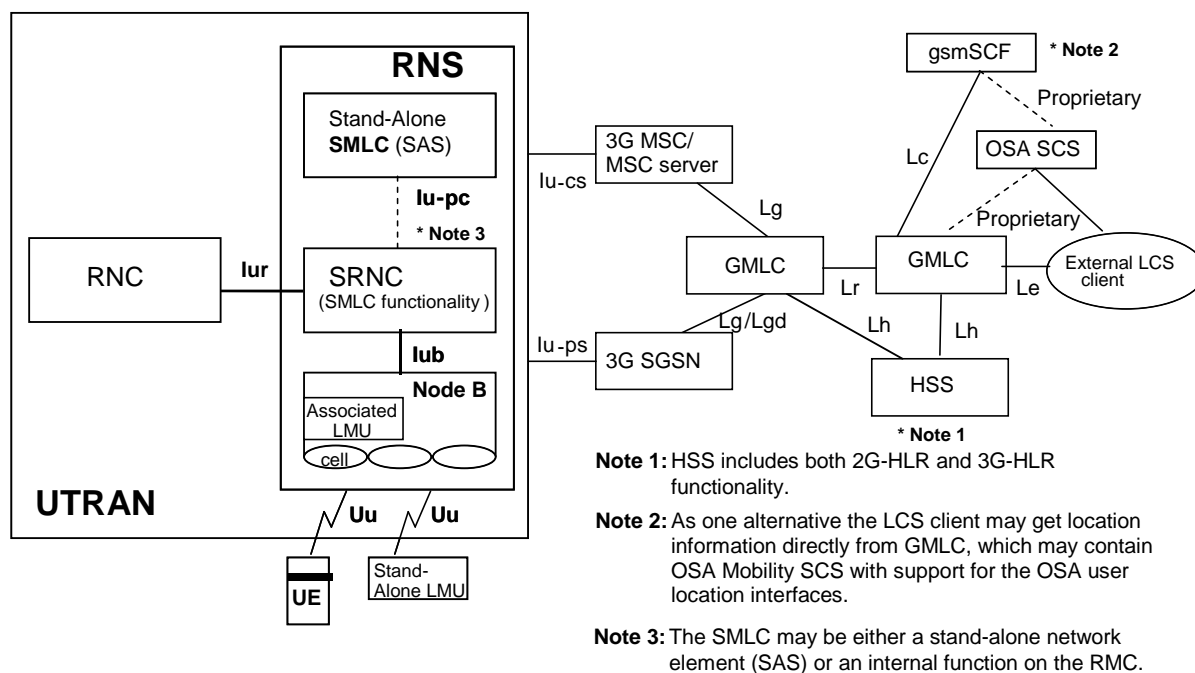 RNS
Stand-Alone
SMLC (SAS)
Iu-pc
* Note 3
RNC
Iur
SRNC
(SMLC functionality )
Iub
Node B
Associated
LMU
cell
UTRAN
Uu
Uu
UE
Stand-
Alone LMU
Iu-cs
3G MSC/
MSC server
Lg
GMLC
Lr
Lg/Lgd
Iu-ps
3G SGSN
Lh
gsmSCF
* Note 2
Proprietary
OSA SCS
Lc
Proprietary
GMLC
Le
External LCS
client
Lh
HSS
* Note 1
Note 1: HSS includes both 2G-HLR and 3G-HLR
functionality.
Note 2: As one alternative the LCS client may get location
information directly from GMLC, which may contain
OSA Mobility SCS with support for the OSA user
location interfaces.
Note 3: The SMLC may be either a stand-alone network
element (SAS) or an internal function on the RMC.